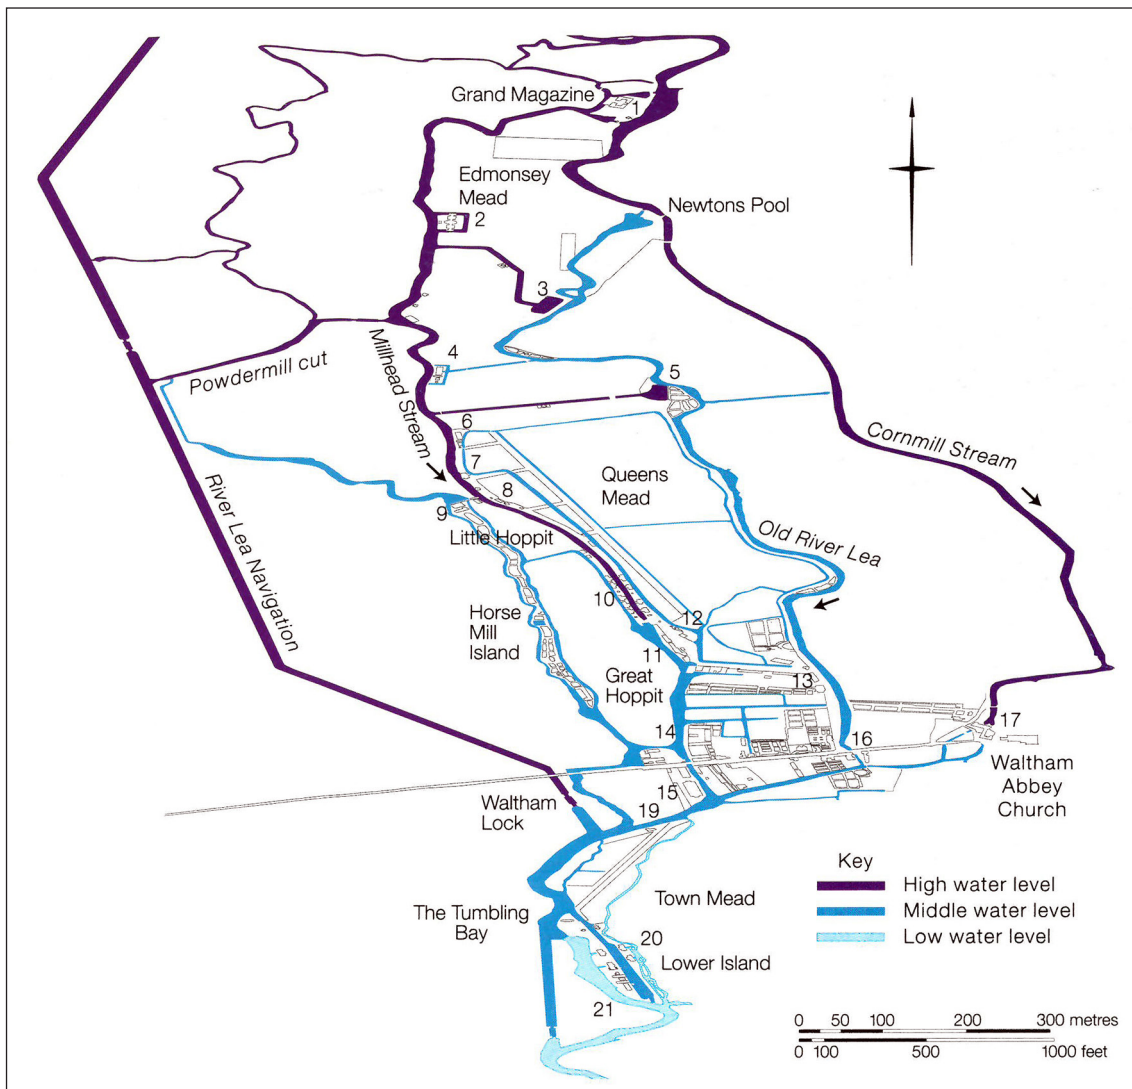 Grand Magazine
1
Edmonsey
Mead
2
Newtons Pool
3
Millhead Stream
4
Powdermill cut
5
6
Cornmill Stream
7
Queens
Mead
8
River Lea Navigation
9
Little Hoppit
Old River Lea
10
Horse
Mill
Island
12
11
Great
Hoppit
13
14
16
17
Waltham
Abbey
Church
15
Waltham
Lock
19
Key
High water level
Middle water level
Low water level
Town Mead
The Tumbling
Bay
20
Lower Island
21
0 50 100 200 300 metres
0 100 500 1000 feet